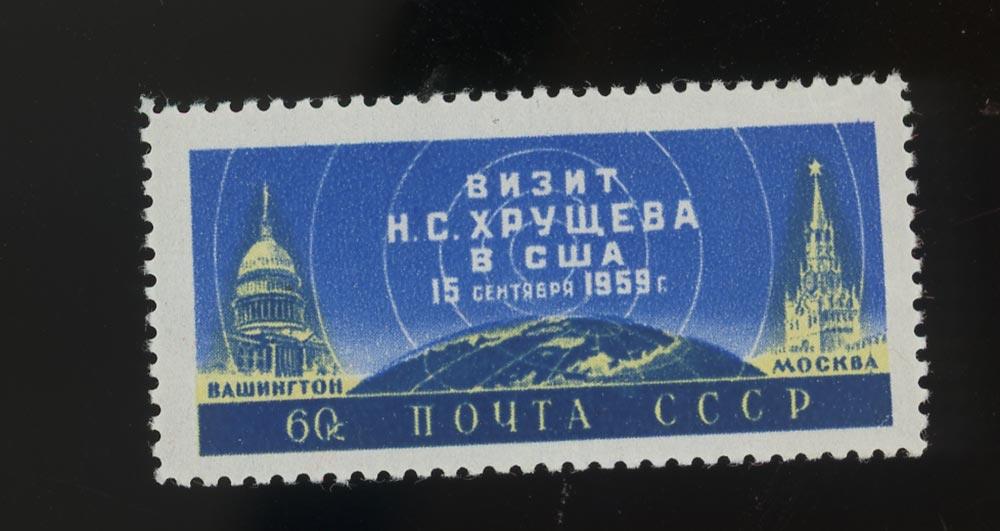 ВИЗИТ
Н.С.ХРУЩЕВА
В США
15 СЕНТЯБРЯ 1959 г.
ВАШИНГТОН
МОСКВА
60к ПОЧТА СССР